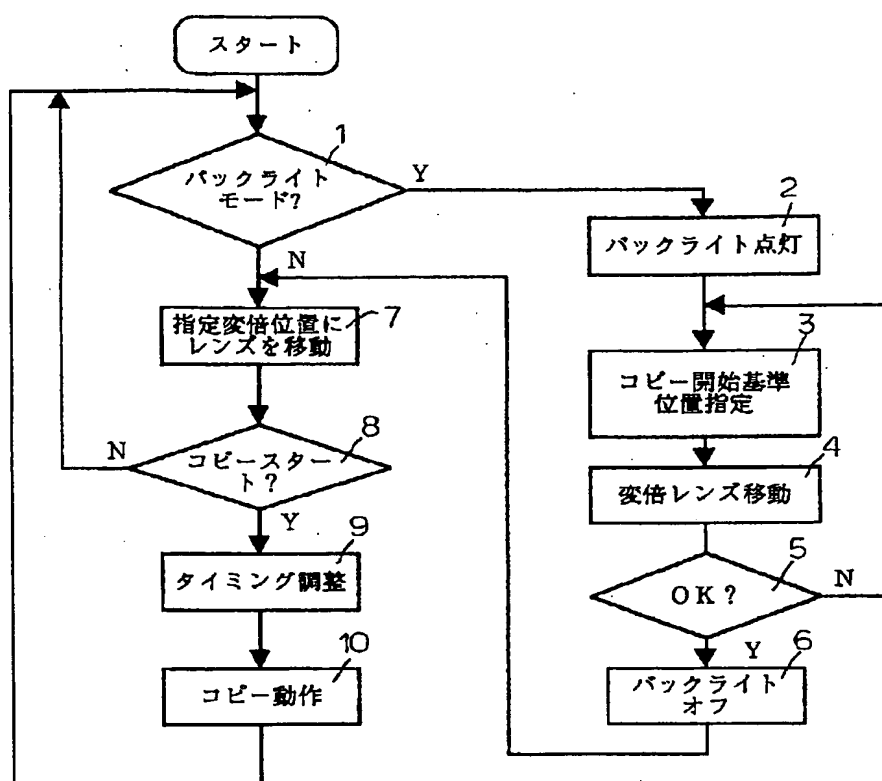 スタート
1
バックライト
モード?
Y
N
2
バックライト点灯
3
コピー開始基準
位置指定
4
変倍レンズ移動
5
OK?
N
Y
6
バックライト
オフ
7
指定変倍位置に
レンズを移動
8
コピースター
ト?
N
Y
9
タイミング調整
10
コピー動作